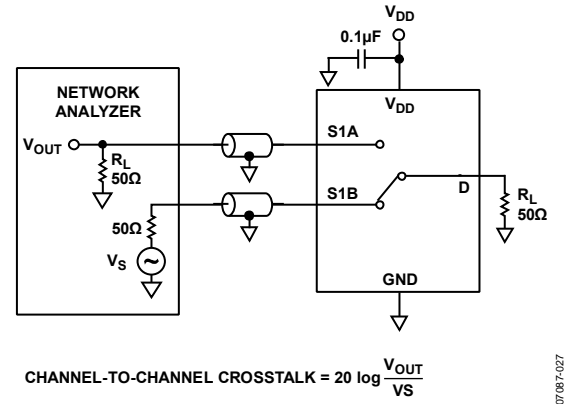 VDD
0.1µF
NETWORK
ANALYZER
VDD
VOUT
RL
50Ω
S1A
50Ω
VS
S1B
D
RL
50Ω
GND
CHANNEL-TO-CHANNEL CROSSTALK = 20 log VOUT
VS
07087-027